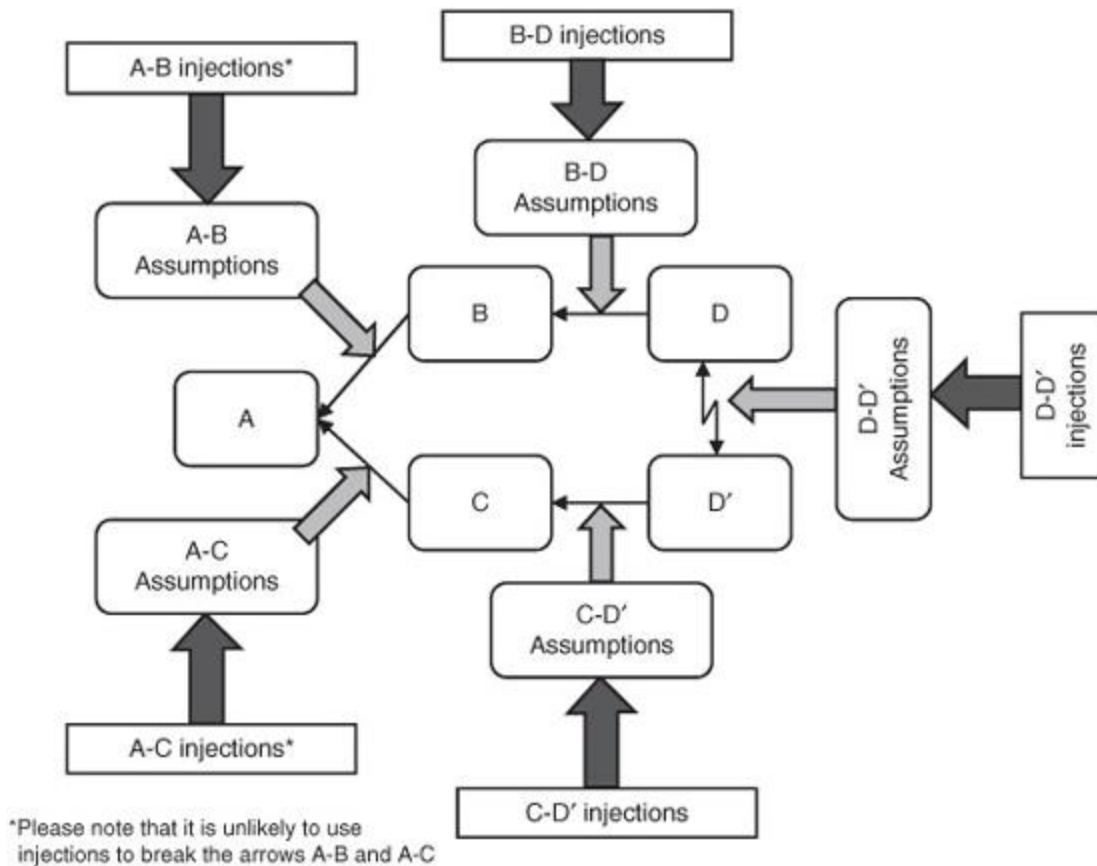 B-D injections
A-B injections*
B-D
Assumptions
A-B
Assumptions
B
D
D-D′
Assumptions
D-D′
injections
A
C
D′
A-C
Assumptions
C-D′
Assumptions
A-C injections*
C-D′ injections
*Please note that it is unlikely to use
injections to break the arrows A-B and A-C